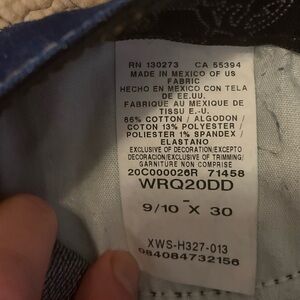 RN 130273 CA 55394
MADE IN MEXICO OF US
FABRIC
HECHO EN MEXICO CON TELA
DE EE.UU.
FABRIQUE AU MEXIQUE DE
TISSU E.-U.
86% COTTON / ALGODON /
COTON 13% POLYESTER /
POLIESTER 1% SPANDEX /
ELASTANO
EXCLUSIVE OF DECORATION/EXCEPTO
DECORACION/EXCLUSIVE OF TRIMMING/
GARNITURE NON COMPRISE
20C000026R 71458
WRQ20DD
-
9/10 X 30
XWS-H327-013
084084732156